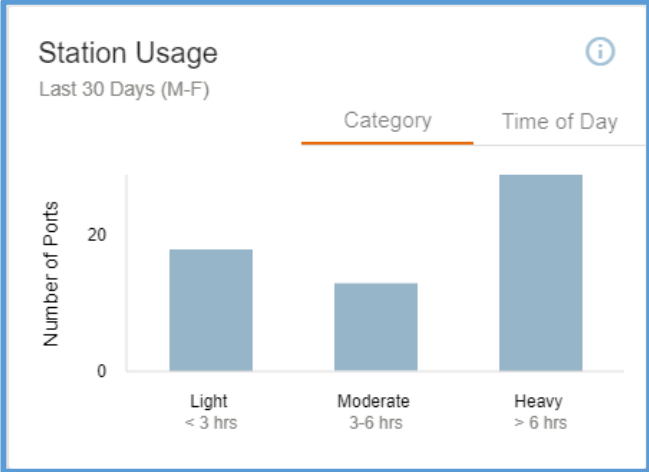 Station Usage
Last 30 Days (M-F)
Category
Time of Day
Number of Ports
20
0
Light
< 3 hrs
Moderate
3-6 hrs
Heavy
> 6 hrs